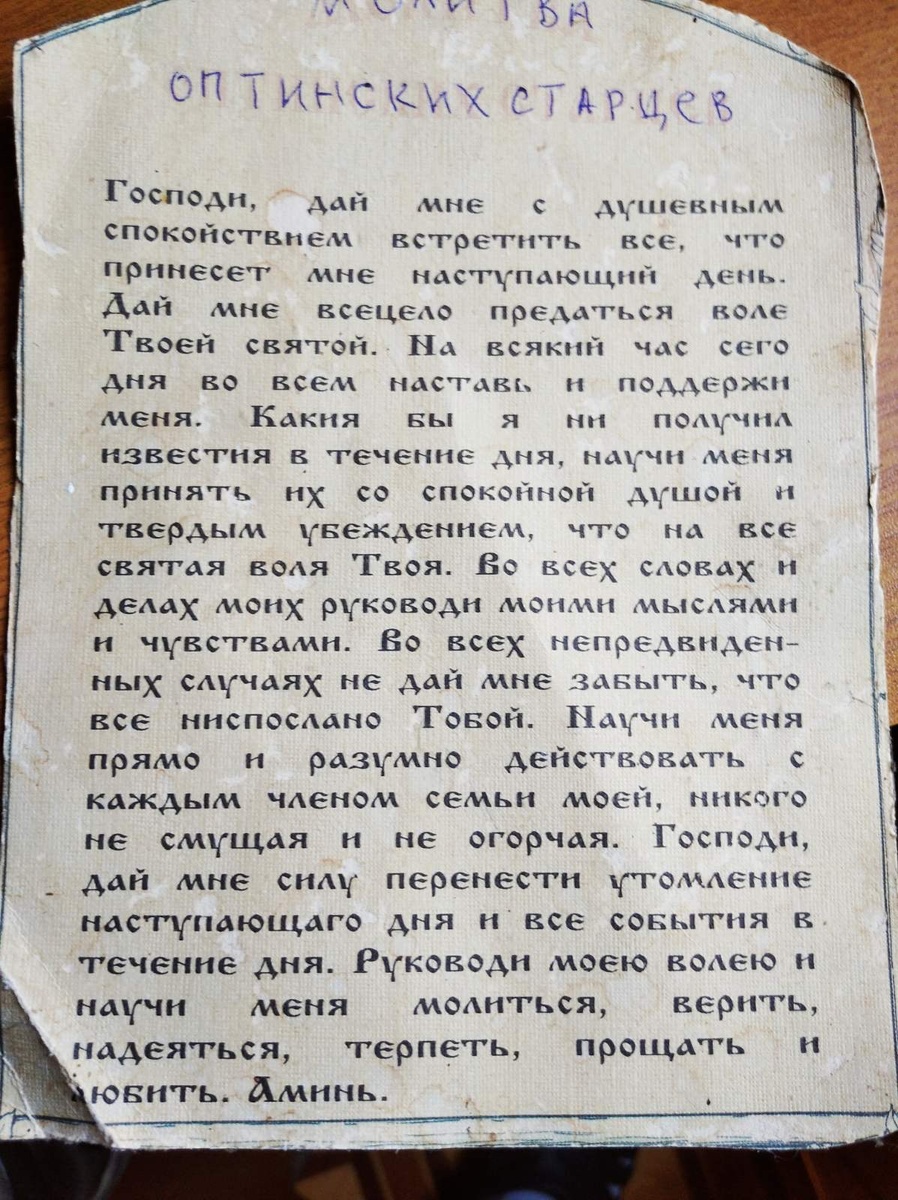 МОЛИТВА
ОПТИНСКИХ СТАРЦЕВ
Господи, дай мне с душевным
спокойствием встретить все, что
принесет мне наступающий день.
Дай мне всецело предаться воле
Твоей святой. На всякий час сего
дня во всем наставь и поддержи
меня. Какия бы я ни получил
известия в течение дня, научи меня
принять их со спокойной душой и
твердым убеждением, что на все
святая воля Твоя. Во всех словах и
делах моих руководи моими мыслями
и чувствами. Во всех непредвиден-
ных случаях не дай мне забыть, что
все ниспослано Тобой. Научи меня
прямо и разумно действовать с
каждым членом семьи моей, никого
не смущая и не огорчая. Господи,
дай мне силу перенести утомление
наступающаго дня и все события в
течение дня. Руководи моею волею и
научи меня молиться, верить,
надеяться, терпеть, прощать и
любить. Аминь.